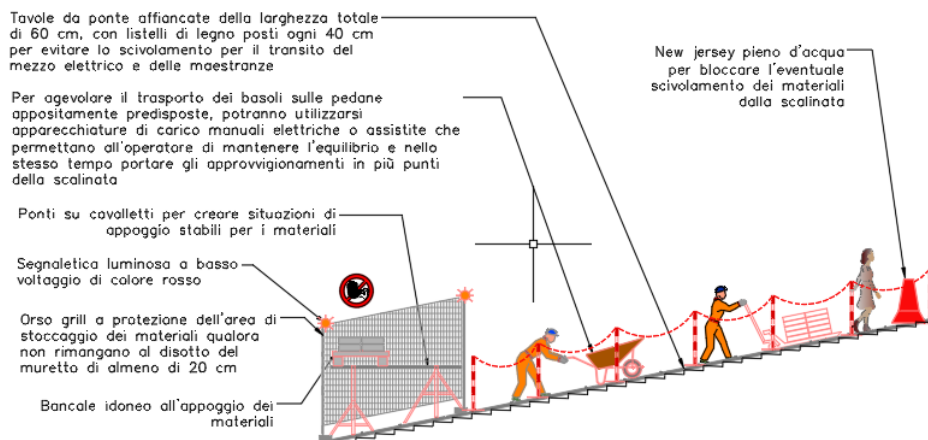 Tavole da ponte affiancate della larghezza totale
di 60 cm, con listelli di legno posti ogni 40 cm
per evitare lo scivolamento per il transito del
mezzo elettrico e delle maestranze
Per agevolare il trasporto dei basoli sulle pedane
appositamente predisposte, potranno utilizzarsi
apparecchiature di carico manuali elettriche o assistite che
permettano all'operatore di mantenere l'equilibrio e nello
stesso tempo portare gli approvvigionamenti in più punti
della scalinata
Ponti su cavalletti per creare situazioni di
appoggio stabili per i materiali
Segnaletica luminosa a basso
voltaggio di colore rosso
Orso grill a protezione dell'area di
stoccaggio dei materiali qualora
non rimangano al disotto del
muretto di almeno di 20 cm
Bancale idoneo all'appoggio dei
materiali
New jersey pieno d'acqua
per bloccare l'eventuale
scivolamento dei materiali
dalla scalinata